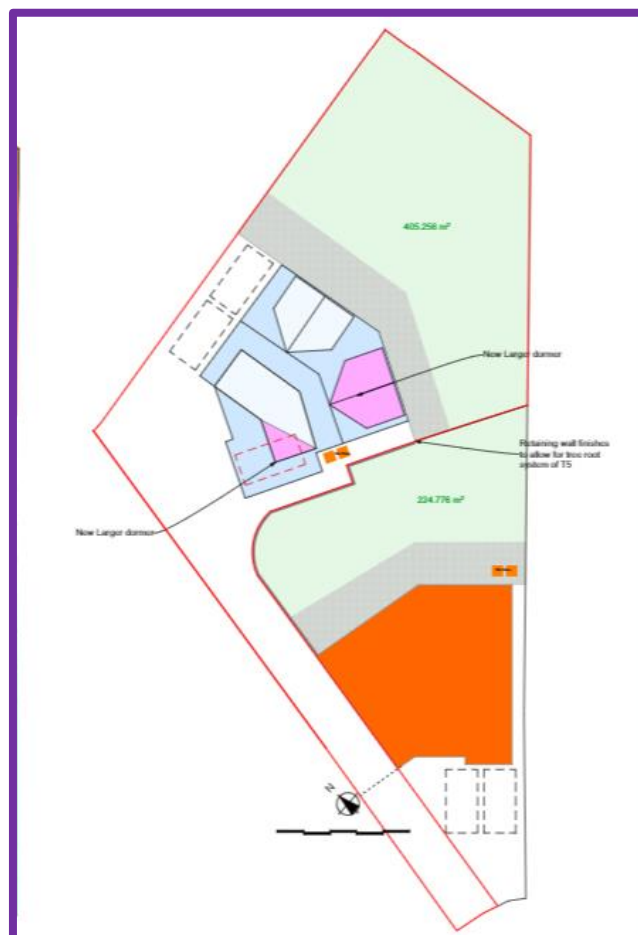 405.256 m²
New Larger dormer
Retaining wall finishes
to allow for tree root
system of T5
224.776 m²
New Larger dormer
N